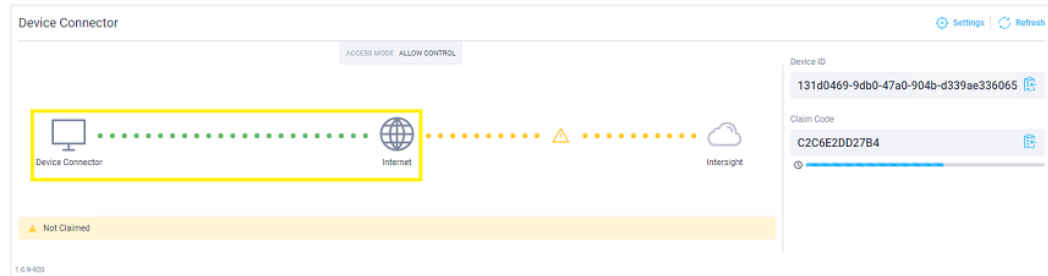 Device Connector
Settings
Refresh
ACCESS MODE ALLOW CONTROL
Device ID
131d0469-9db0-47a0-904b-d339ae336065
Claim Code
C2C6E2DD27B4
Device Connector
Internet
Intersight
Not Claimed
1.0.9-920